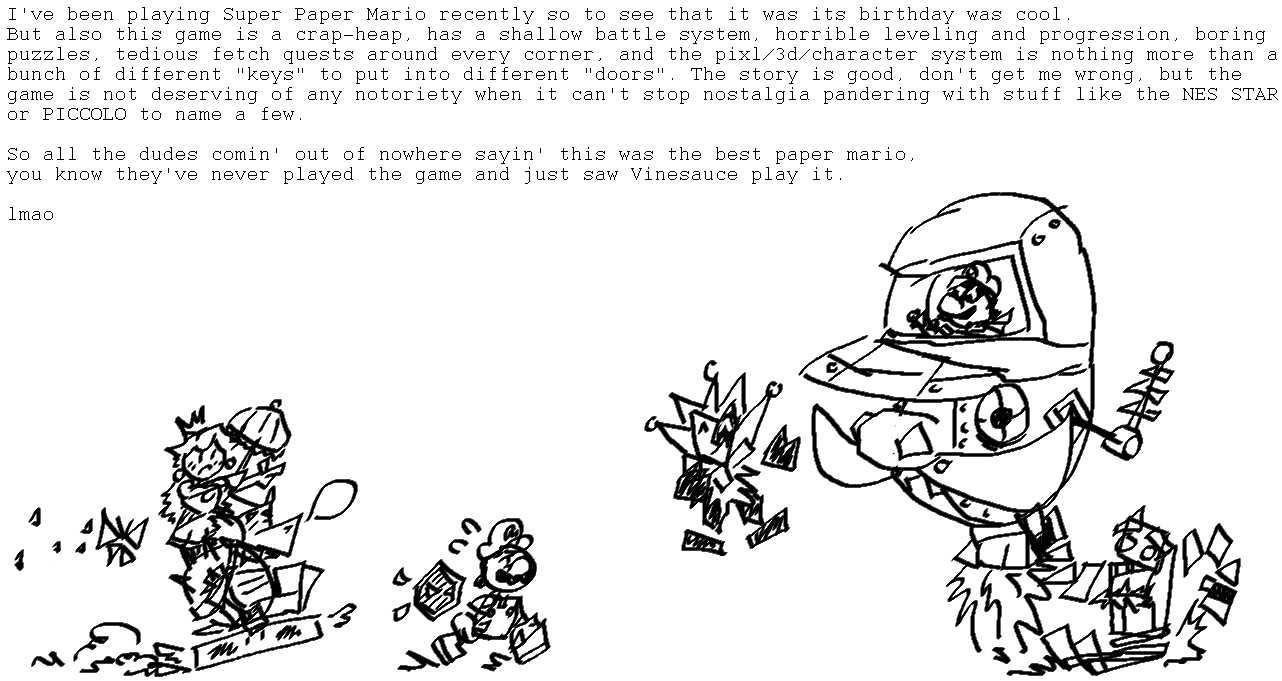 I've been playing Super Paper Mario recently so to see that it was its birthday was cool.
But also this game is a crap-heap, has a shallow battle system, horrible leveling and progression, boring
puzzles, tedious fetch quests around every corner, and the pixl/3d/character system is nothing more than a
bunch of different "keys" to put into different "doors". The story is good, don't get me wrong, but the
game is not deserving of any notoriety when it can't stop nostalgia pandering with stuff like the NES STAR
or PICCOLO to name a few.
So all the dudes comin' out of nowhere sayin' this was the best paper mario,
you know they've never played the game and just saw Vinesauce play it.
lmao